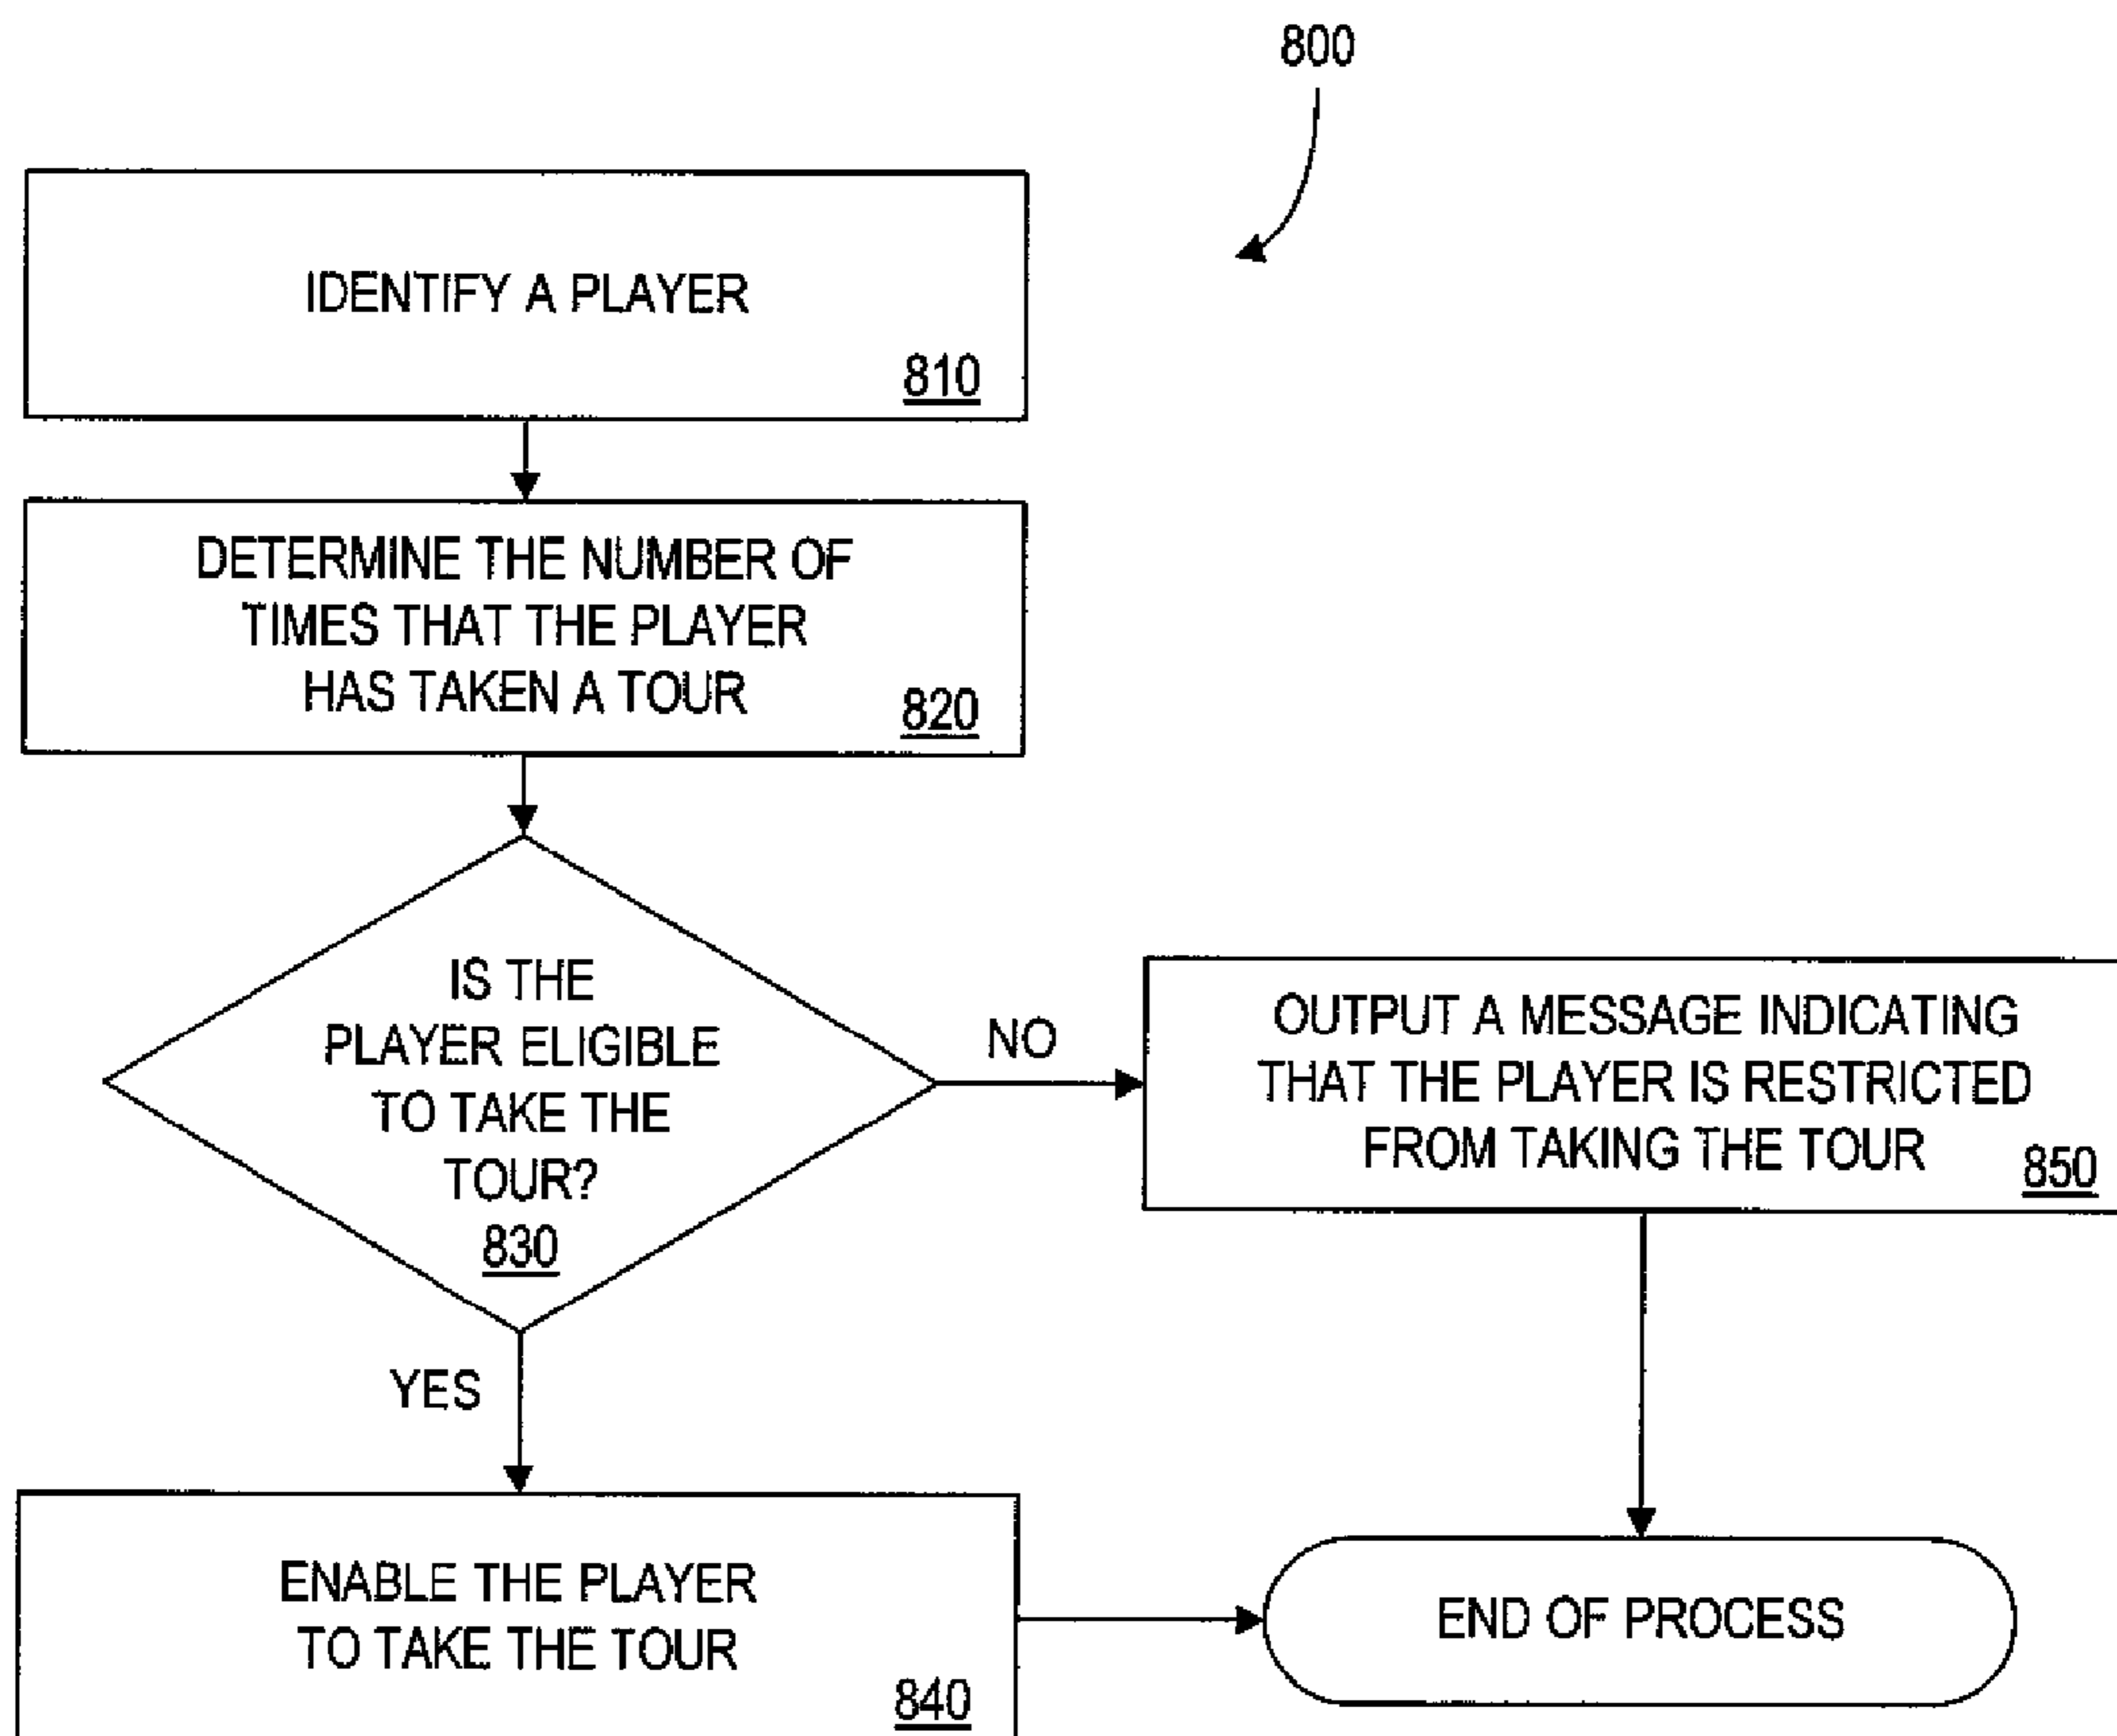 800
IDENTIFY A PLAYER
810
DETERMINE THE NUMBER OF
TIMES THAT THE PLAYER
HAS TAKEN A TOUR
820
IS THE
PLAYER ELIGIBLE
TO TAKE THE
TOUR?
830
NO
OUTPUT A MESSAGE INDICATING
THAT THE PLAYER IS RESTRICTED
FROM TAKING THE TOUR
850
YES
ENABLE THE PLAYER
TO TAKE THE TOUR
840
END OF PROCESS